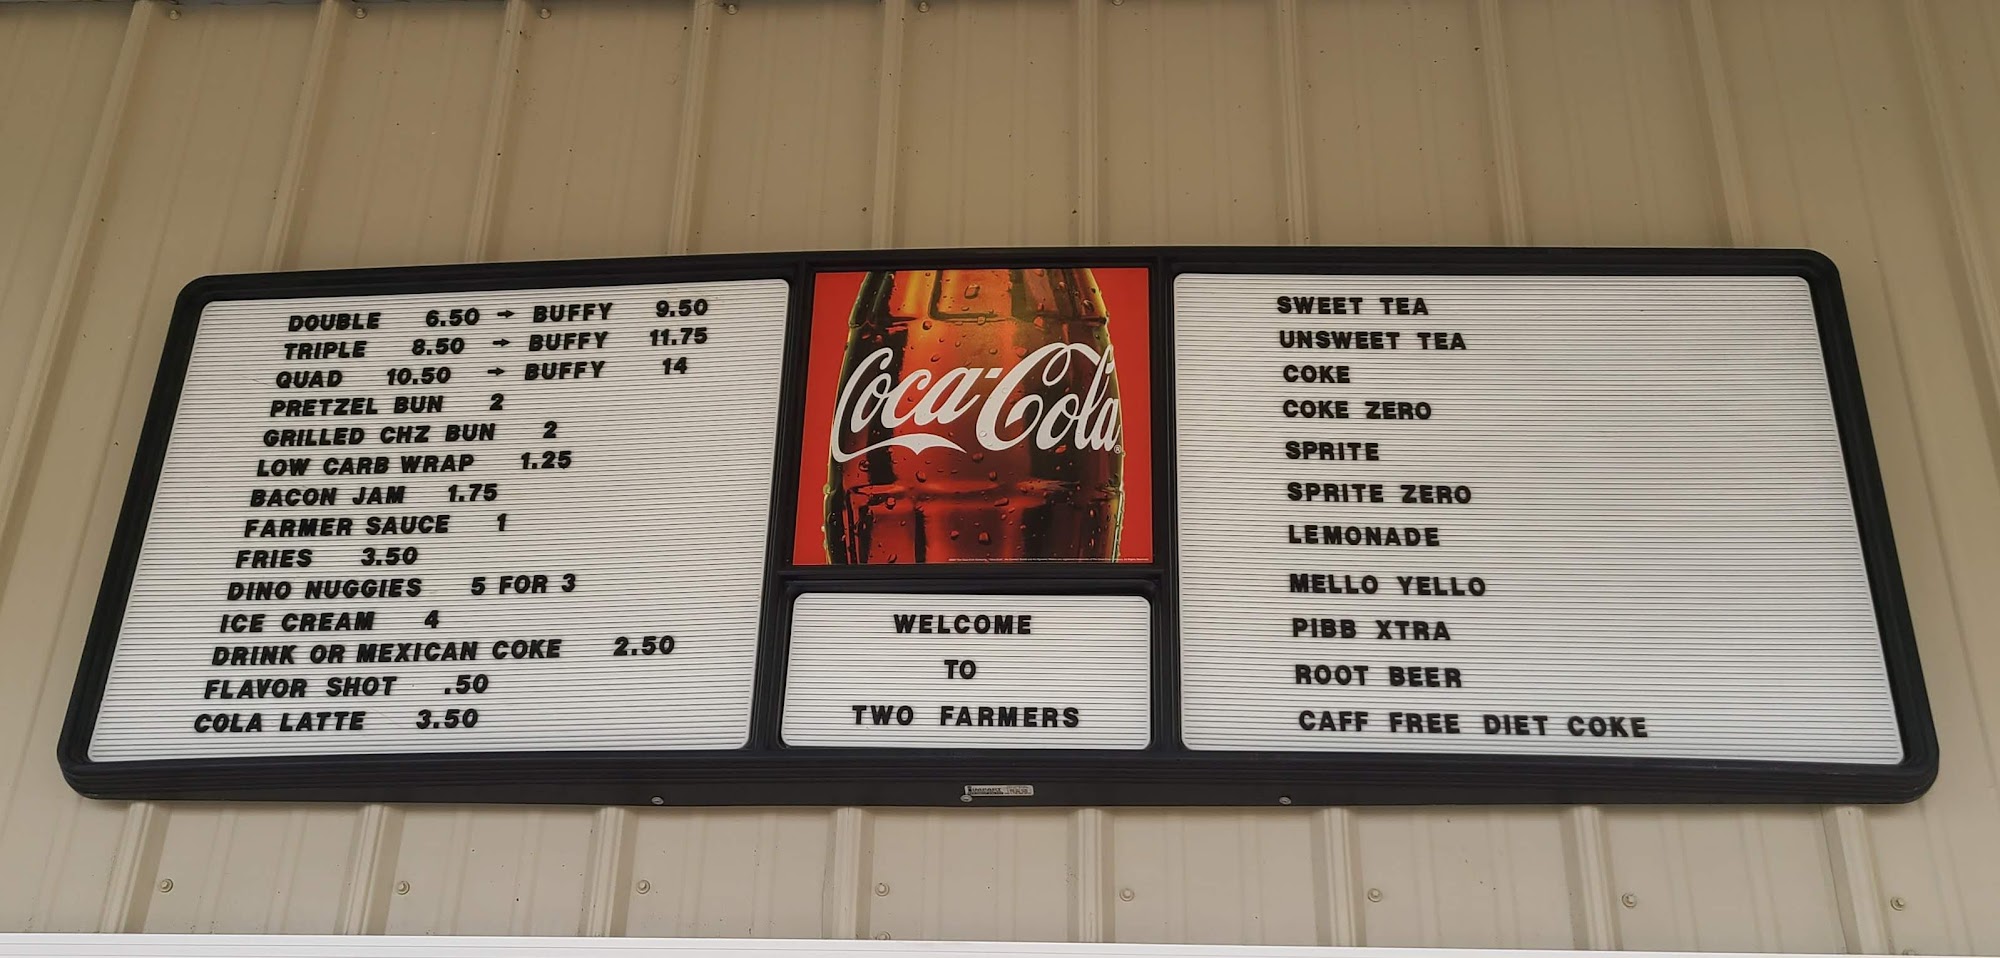 DOUBLE 6.50 → BUFFY 9.50
TRIPLE 8.50 → BUFFY 11.75
QUAD 10.50 → BUFFY 14
PRETZEL BUN 2
GRILLED CHZ BUN 2
LOW CARB WRAP 1.25
BACON JAM 1.75
FARMER SAUCE 1
FRIES 3.50
DINO NUGGIES 5 FOR 3
ICE CREAM 4
DRINK OR MEXICAN COKE 2.50
FLAVOR SHOT .50
COLA LATTE 3.50
Coca-Cola®
WELCOME
TO
TWO FARMERS
SWEET TEA
UNSWEET TEA
COKE
COKE ZERO
SPRITE
SPRITE ZERO
LEMONADE
MELLO YELLO
PIBB XTRA
ROOT BEER
CAFF FREE DIET COKE